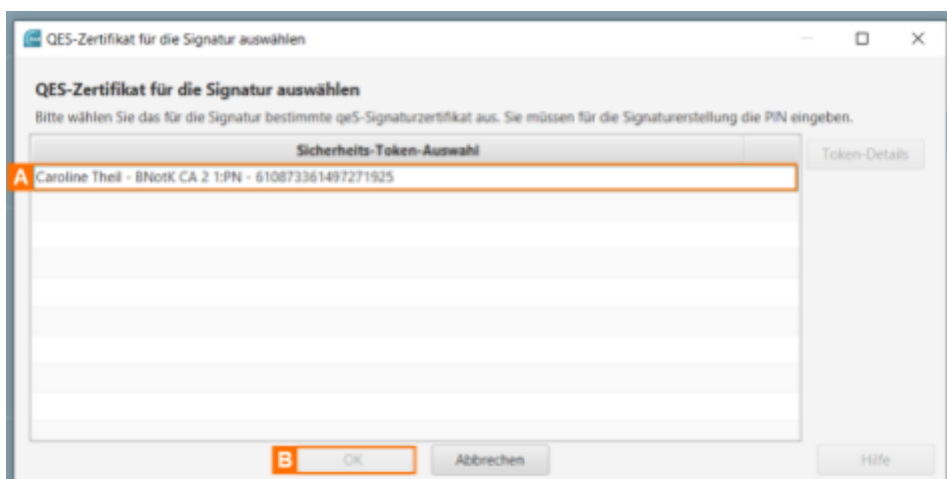 QES-Zertifikat für die Signatur auswählen
QES-Zertifikat für die Signatur auswählen
Bitte wählen Sie das für die Signatur bestimmte qeS-Signaturzertifikat aus. Sie müssen für die Signaturerstellung die PIN eingeben.
Sicherheits-Token-Auswahl
Token-Details
A Caroline Theil - BNotK CA 2 1:PN - 610873361497271925
B OK Abbrechen Hilfe